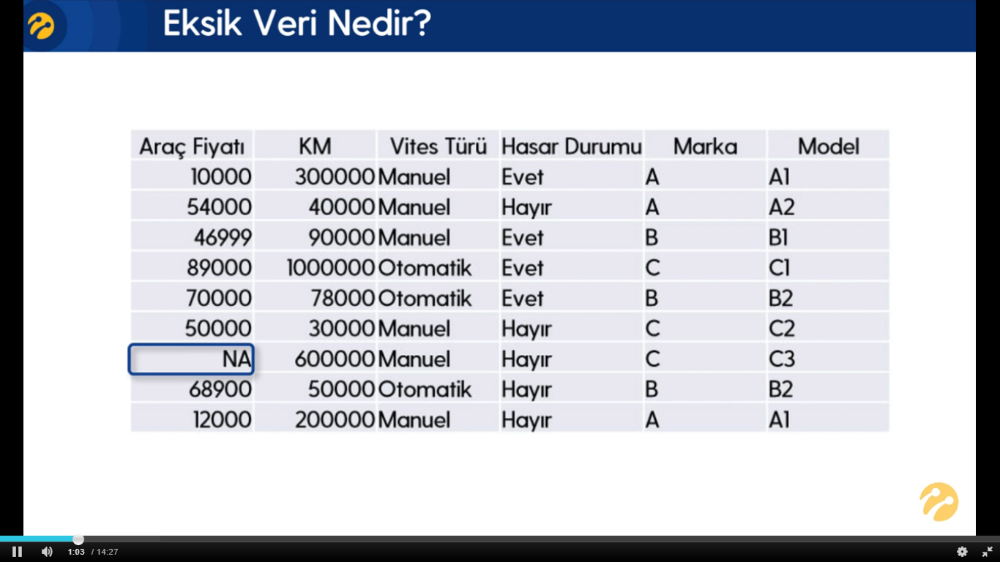 Eksik Veri Nedir?
Araç Fiyatı KM Vites Türü Hasar Durumu Marka Model
10000 300000 Manuel Evet A A1
54000 40000 Manuel Hayır A A2
46999 90000 Manuel Evet B B1
89000 1000000 Otomatik Evet C C1
70000 78000 Otomatik Evet B B2
50000 30000 Manuel Hayır C C2
NA 600000 Manuel Hayır C C3
68900 50000 Otomatik Hayır B B2
12000 200000 Manuel Hayır A A1
1:03 / 14:27